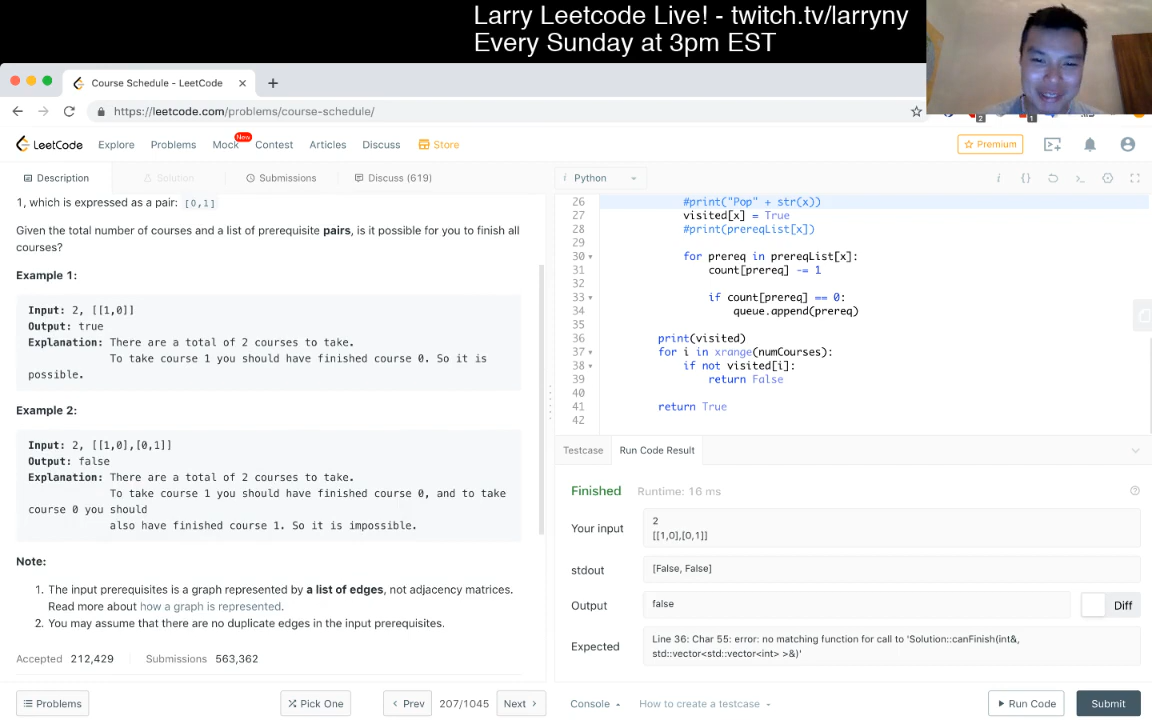 Larry Leetcode Live! - twitch.tv/larryny
Every Sunday at 3pm EST
Course Schedule - LeetCode
https://leetcode.com/problems/course-schedule/
2
1
LeetCode
Explore
Problems
Mock
New
Contest
Articles
Discuss
Store
Premium
Description
Solution
Submissions
Discuss (619)
1, which is expressed as a pair: [0,1]
Given the total number of courses and a list of prerequisite pairs, is it possible for you to finish all
courses?
Example 1:
Input: 2, [[1,0]]
Output: true
Explanation: There are a total of 2 courses to take.
To take course 1 you should have finished course 0. So it is
possible.
Example 2:
Input: 2, [[1,0],[0,1]]
Output: false
Explanation: There are a total of 2 courses to take.
To take course 1 you should have finished course 0, and to take
course 0 you should
also have finished course 1. So it is impossible.
Note:
1. The input prerequisites is a graph represented by a list of edges, not adjacency matrices.
Read more about how a graph is represented.
2. You may assume that there are no duplicate edges in the input prerequisites.
Accepted 212,429
Submissions 563,362
Problems
Pick One
< Prev
207/1045
Next >
i Python
26 #print("Pop" + str(x))
27 visited[x] = True
28 #print(prereqList[x])
29
30 for prereq in prereqList[x]:
31 count[prereq] -= 1
32
33 if count[prereq] == 0:
34 queue.append(prereq)
35
36 print(visited)
37 for i in xrange(numCourses):
38 if not visited[i]:
39 return False
40
41 return True
42
Testcase
Run Code Result
Finished
Runtime: 16 ms
Your input
2
[[1,0],[0,1]]
stdout
[False, False]
Output
false
Diff
Expected
Line 36: Char 55: error: no matching function for call to 'Solution::canFinish(int&,
std::vector<std::vector<int> >&)'
Console
How to create a testcase
Run Code
Submit